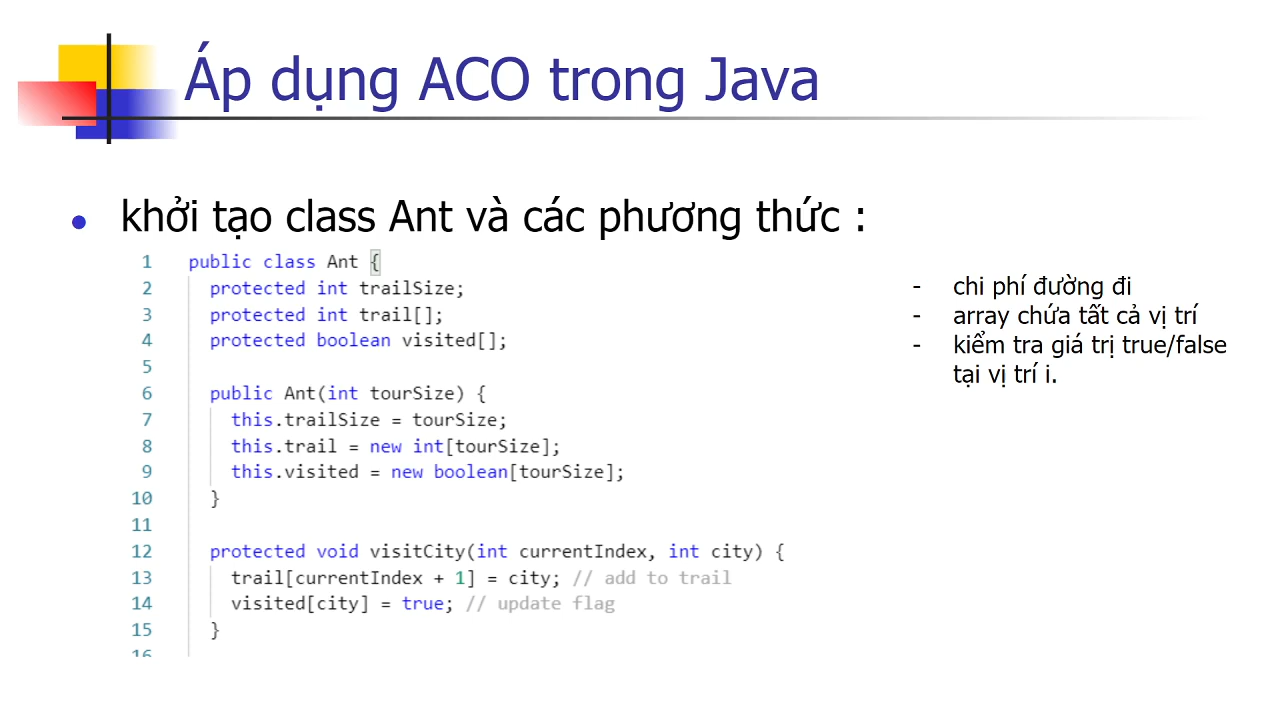 Áp dụng ACO trong Java
khởi tạo class Ant và các phương thức :
1 public class Ant {
2 protected int trailSize;
3 protected int trail[];
4 protected boolean visited[];
5
6 public Ant(int tourSize) {
7 this.trailSize = tourSize;
8 this.trail = new int[tourSize];
9 this.visited = new boolean[tourSize];
10 }
11
12 protected void visitCity(int currentIndex, int city) {
13 trail[currentIndex + 1] = city; // add to trail
14 visited[city] = true; // update flag
15 }
16
- chi phí đường đi
- array chứa tất cả vị trí
- kiểm tra giá trị true/false
tại vị trí i.